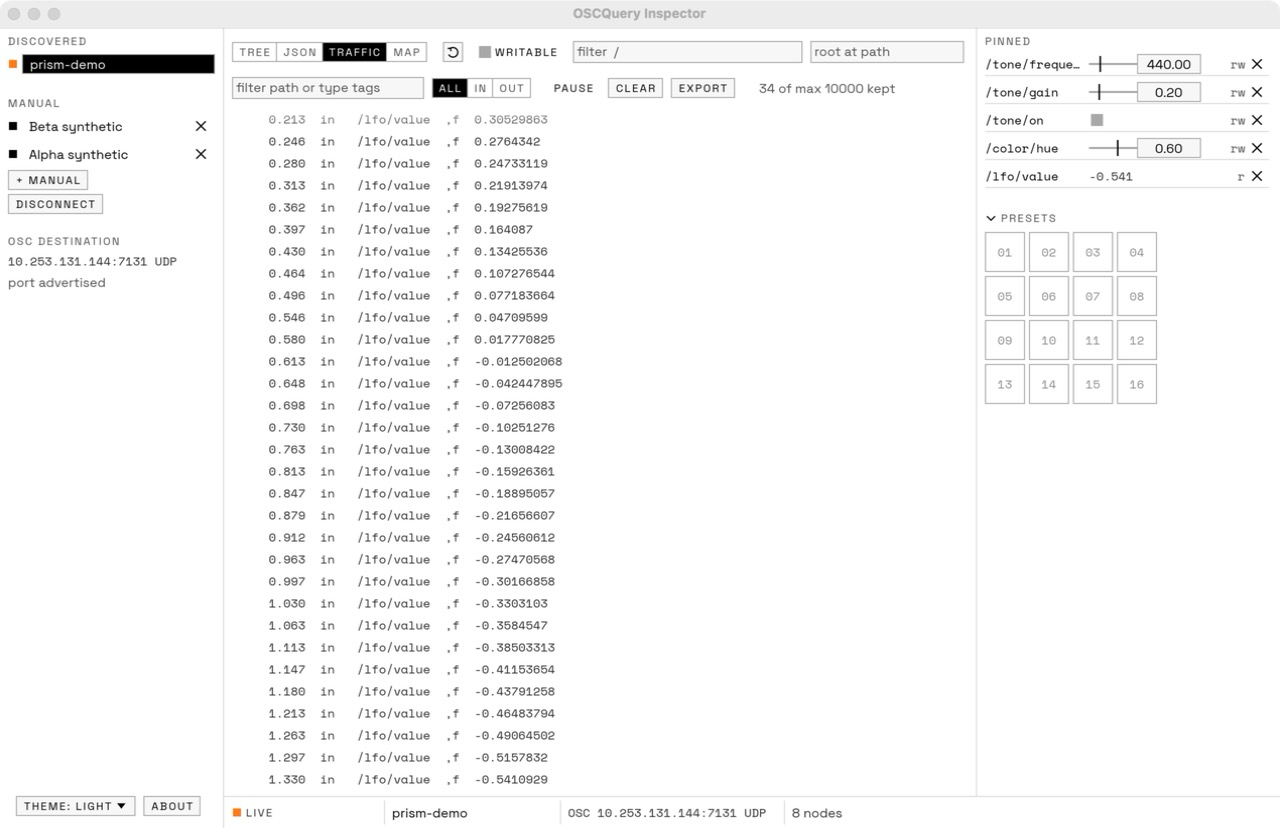 OSCQuery Inspector
DISCOVERED
prism-demo
MANUAL
Beta synthetic
Alpha synthetic
+ MANUAL
DISCONNECT
OSC DESTINATION
10.253.131.144:7131 UDP
port advertised
THEME: LIGHT
ABOUT
TREE JSON TRAFFIC MAP WRITABLE filter / root at path
filter path or type tags ALL IN OUT PAUSE CLEAR EXPORT 34 of max 10000 kept
0.213 in /lfo/value ,f 0.30529863
0.246 in /lfo/value ,f 0.2764342
0.280 in /lfo/value ,f 0.24733119
0.313 in /lfo/value ,f 0.21913974
0.362 in /lfo/value ,f 0.19275619
0.397 in /lfo/value ,f 0.164087
0.430 in /lfo/value ,f 0.13425536
0.464 in /lfo/value ,f 0.107276544
0.496 in /lfo/value ,f 0.077183664
0.546 in /lfo/value ,f 0.04709599
0.580 in /lfo/value ,f 0.017770825
0.613 in /lfo/value ,f -0.012502068
0.648 in /lfo/value ,f -0.042447895
0.698 in /lfo/value ,f -0.07256083
0.730 in /lfo/value ,f -0.10251276
0.763 in /lfo/value ,f -0.13008422
0.813 in /lfo/value ,f -0.15926361
0.847 in /lfo/value ,f -0.18895057
0.879 in /lfo/value ,f -0.21656607
0.912 in /lfo/value ,f -0.24560612
0.963 in /lfo/value ,f -0.27470568
0.997 in /lfo/value ,f -0.30166858
1.030 in /lfo/value ,f -0.3303103
1.063 in /lfo/value ,f -0.3584547
1.113 in /lfo/value ,f -0.38503313
1.147 in /lfo/value ,f -0.41153654
1.180 in /lfo/value ,f -0.43791258
1.213 in /lfo/value ,f -0.46483794
1.263 in /lfo/value ,f -0.49064502
1.297 in /lfo/value ,f -0.5157832
1.330 in /lfo/value ,f -0.5410929
PINNED
/tone/freque… 440.00 rw
/tone/gain 0.20 rw
/tone/on rw
/color/hue 0.60 rw
/lfo/value -0.541 r
PRESETS
01 02 03 04
05 06 07 08
09 10 11 12
13 14 15 16
LIVE prism-demo OSC 10.253.131.144:7131 UDP 8 nodes